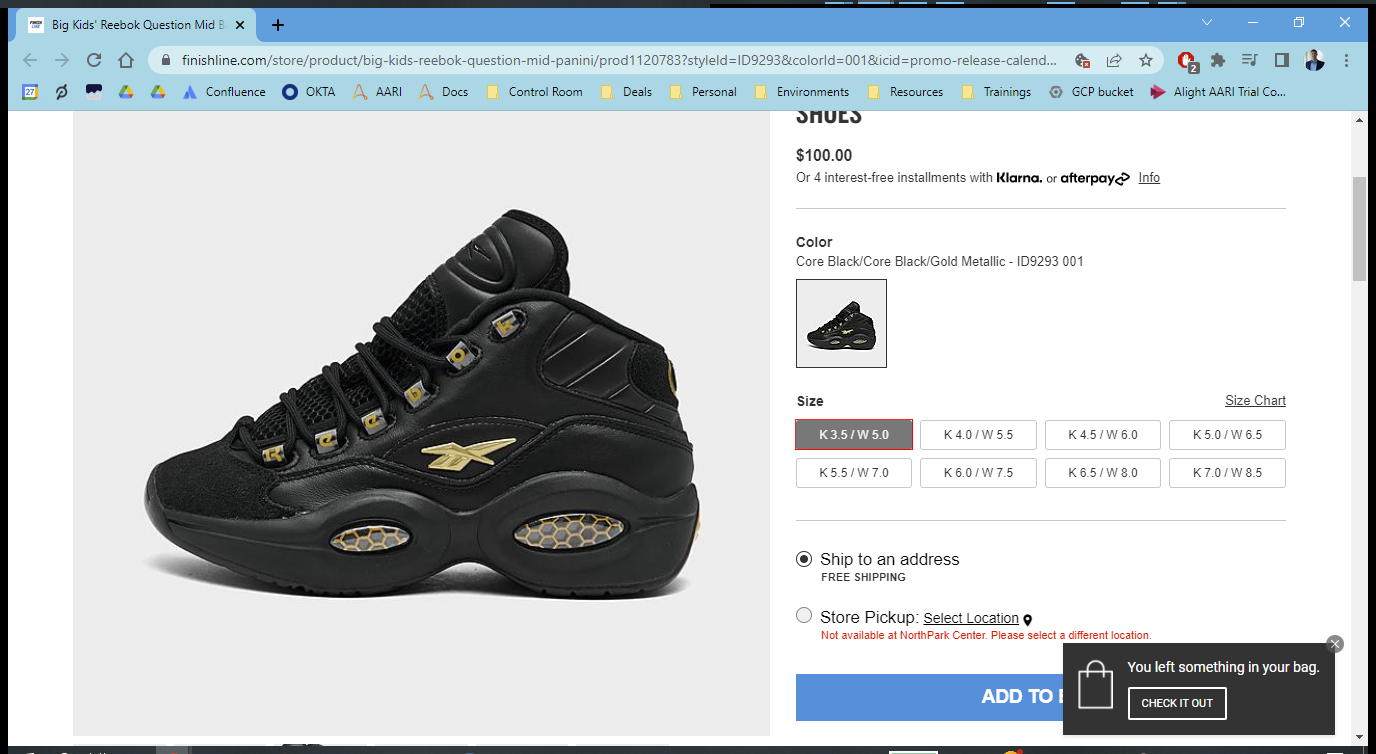 Big Kids' Reebok Question Mid B
finishline.com/store/product/big-kids-reebok-question-mid-panini/prod1120783?styleId=ID9293&colorId=001&icid=promo-release-calend...
2
27
Confluence
OKTA
AARI
Docs
Control Room
Deals
Personal
Environments
Resources
Trainings
GCP bucket
Alight AARI Trial Co...
SHOES
$100.00
Or 4 interest-free installments with Klarna. or afterpay Info
Color
Core Black/Core Black/Gold Metallic - ID9293 001
Size
Size Chart
K 3.5 / W 5.0
K 4.0 / W 5.5
K 4.5 / W 6.0
K 5.0 / W 6.5
K 5.5 / W 7.0
K 6.0 / W 7.5
K 6.5 / W 8.0
K 7.0 / W 8.5
Ship to an address
FREE SHIPPING
Store Pickup: Select Location
Not available at NorthPark Center. Please select a different location.
ADD TO
You left something in your bag.
CHECK IT OUT
R e e b o k